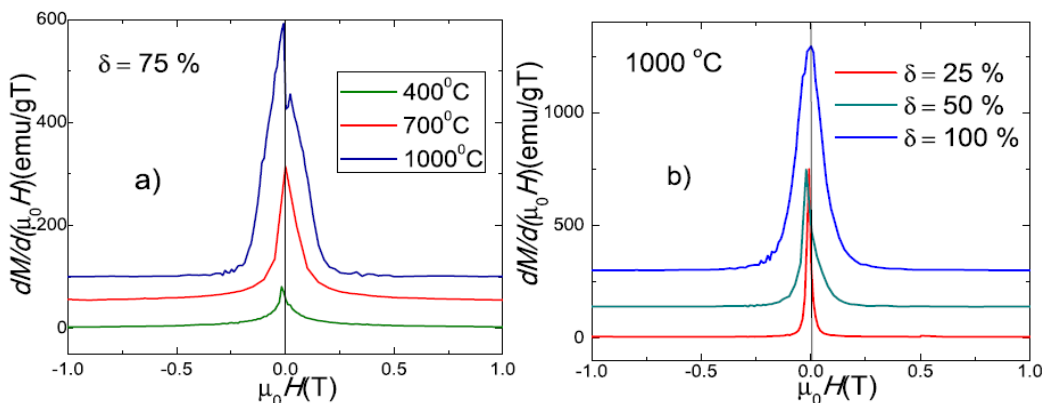 δ = 75 %
400⁰C
700⁰C
1000⁰C
a)
dM/d(μ₀H)(emu/gT)
600
400
200
0
-1.0 -0.5 0.0 0.5 1.0
μ₀H(T)
1000 °C
δ = 25 %
δ = 50 %
δ = 100 %
b)
dM/d(μ₀H)(emu/gT)
1000
500
0
-1.0 -0.5 0.0 0.5 1.0
μ₀H(T)